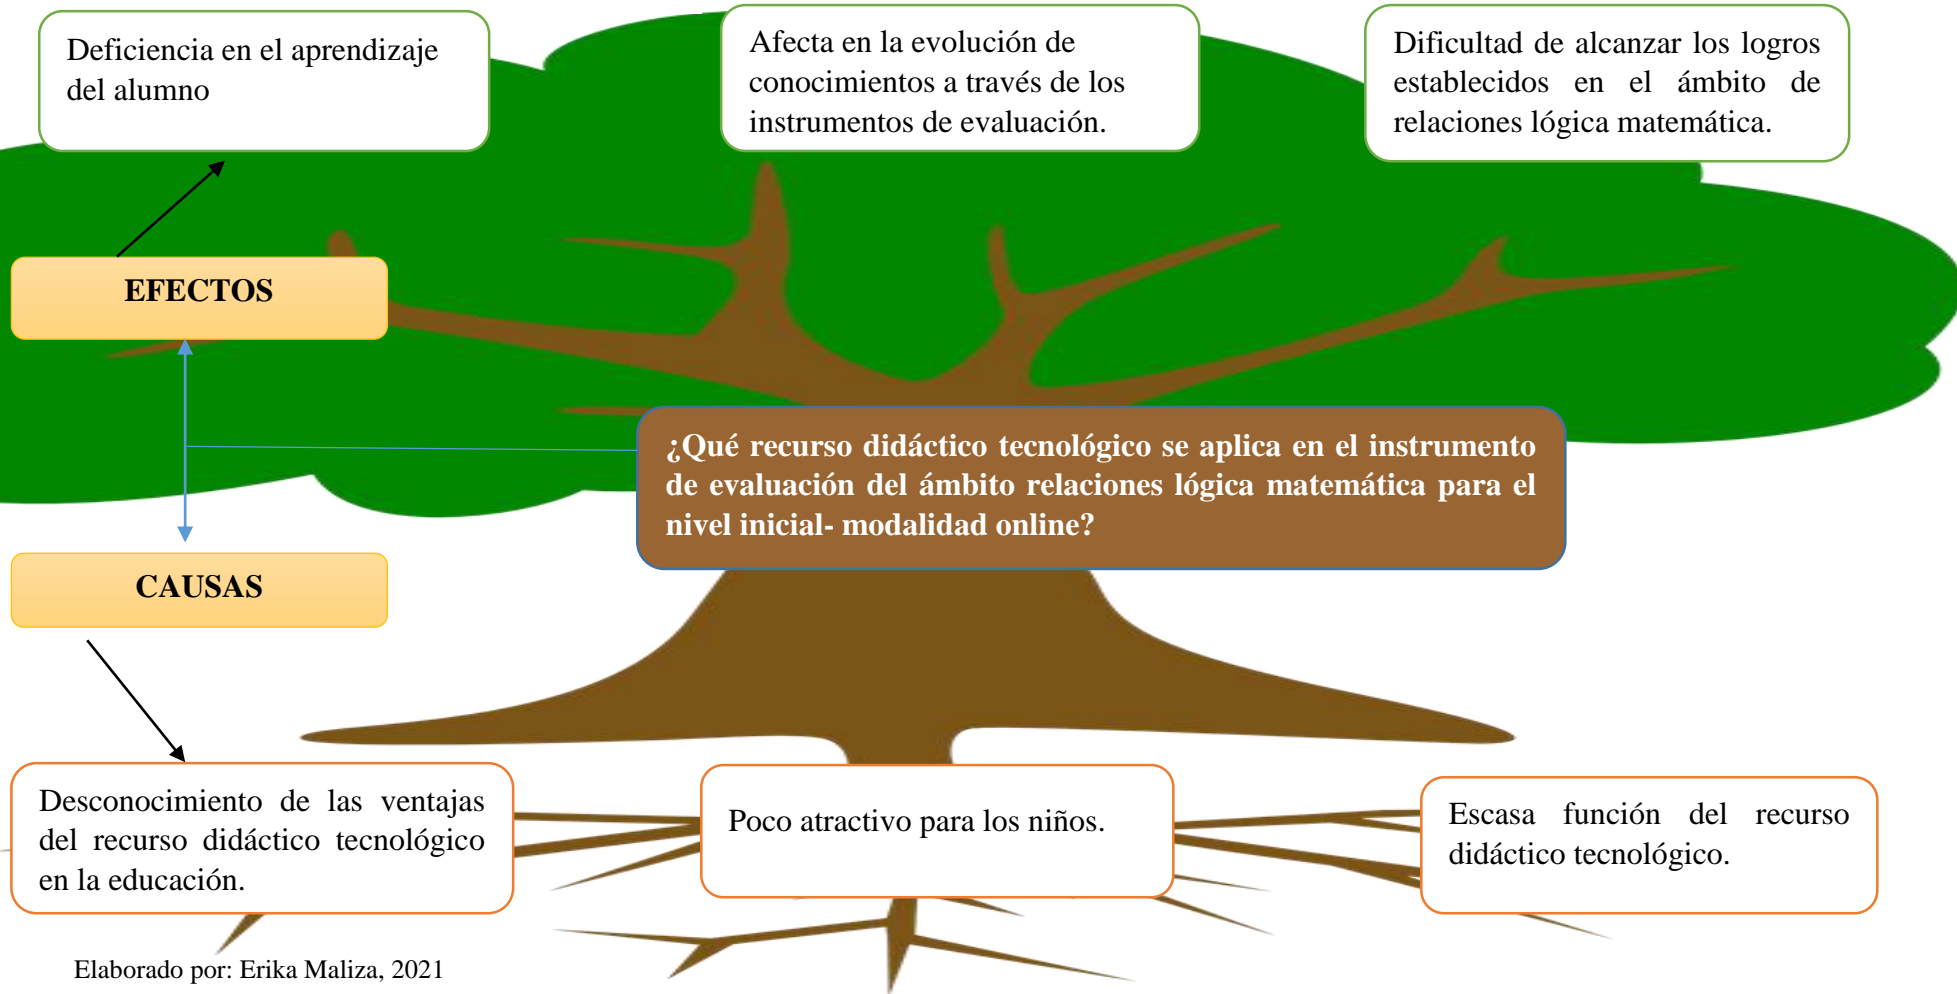 Deficiencia en el aprendizaje
del alumno
Afecta en la evolución de
conocimientos a través de los
instrumentos de evaluación.
Dificultad de alcanzar los logros
establecidos en el ámbito de
relaciones lógica matemática.
EFECTOS
¿Qué recurso didáctico tecnológico se aplica en el instrumento
de evaluación del ámbito relaciones lógica matemática para el
nivel inicial- modalidad online?
CAUSAS
Desconocimiento de las ventajas
del recurso didáctico tecnológico
en la educación.
Poco atractivo para los niños.
Escasa función del recurso
didáctico tecnológico.
Elaborado por: Erika Maliza, 2021